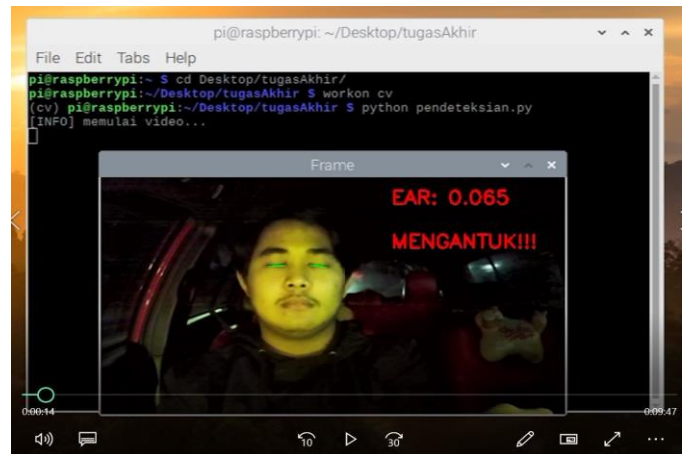 pi@raspberrypi: ~/Desktop/tugasAkhir
File Edit Tabs Help
pi@raspberrypi:~ $ cd Desktop/tugasAkhir/
pi@raspberrypi:~/Desktop/tugasAkhir $ workon cv
(cv) pi@raspberrypi:~/Desktop/tugasAkhir $ python pendeteksian.py
[INFO] memulai video...
Frame
EAR: 0.065
MENGANTUK!!!
0:00:14
0:09:47
10
30